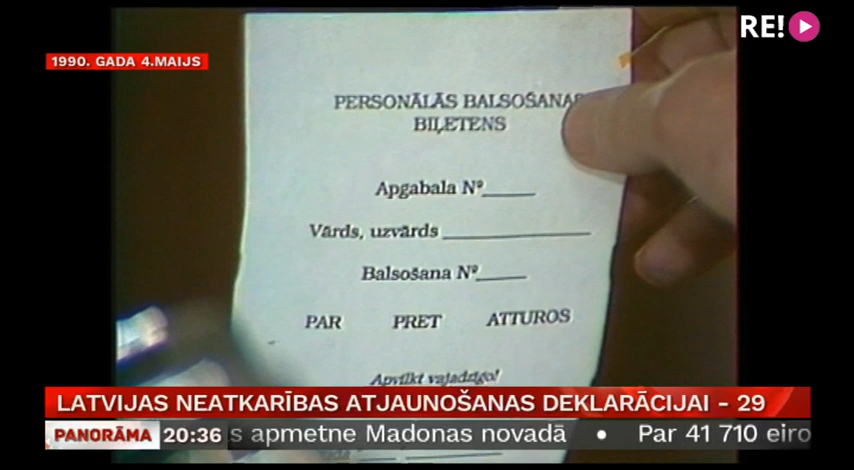 RE!
1990. GADA 4.MAIJS
PERSONĀLĀS BALSOŠANAS
BIĻETENS
Apgabala Nº
Vārds, uzvārds
Balsošana Nº
PAR PRET ATTUROS
Apvilkt vajadzīgo!
LATVIJAS NEATKARĪBAS ATJAUNOŠANAS DEKLARĀCIJAI - 29
PANORĀMA 20:36 s apmetne Madonas novadā • Par 41 710 eiro